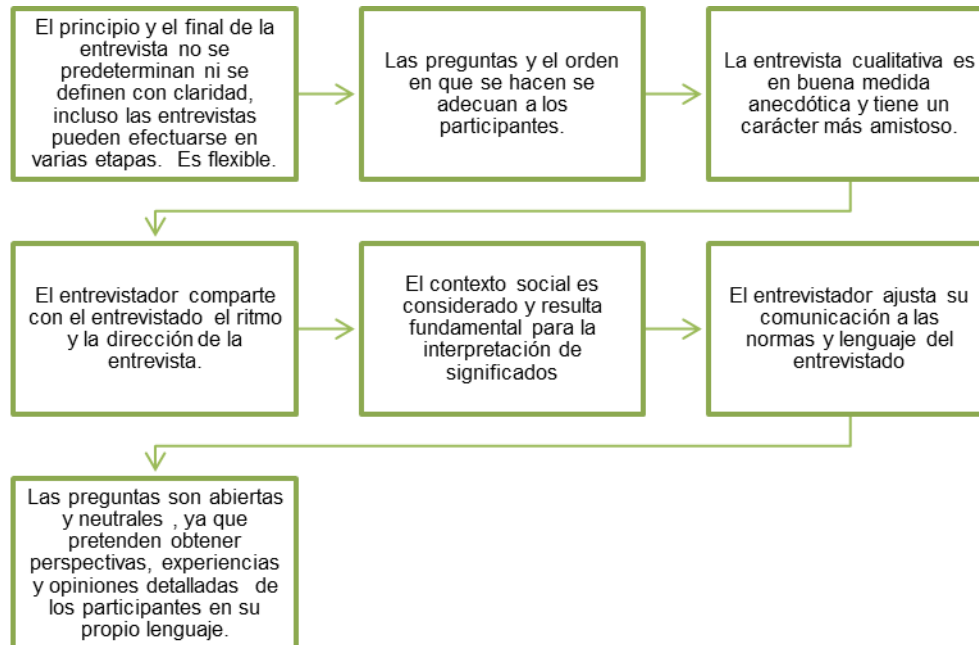 El principio y el final de la
entrevista no se
predeterminan ni se
definen con claridad,
incluso las entrevistas
pueden efectuarse en
varias etapas. Es flexible.
Las preguntas y el orden
en que se hacen se
adecuan a los
participantes.
La entrevista cualitativa es
en buena medida
anecdótica y tiene un
carácter más amistoso.
El entrevistador comparte
con el entrevistado el ritmo
y la dirección de la
entrevista.
El contexto social es
considerado y resulta
fundamental para la
interpretación de
significados
El entrevistador ajusta su
comunicación a las
normas y lenguaje del
entrevistado
Las preguntas son abiertas
y neutrales , ya que
pretenden obtener
perspectivas, experiencias
y opiniones detalladas de
los participantes en su
propio lenguaje.